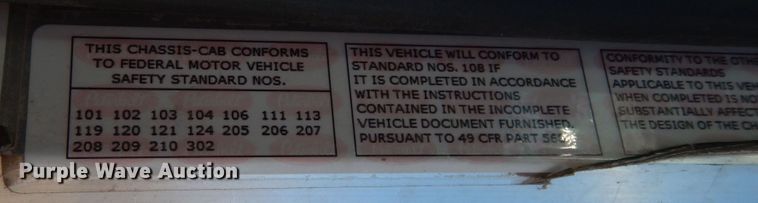 THIS CHASSIS-CAB CONFORMS
TO FEDERAL MOTOR VEHICLE
SAFETY STANDARD NOS.
101 102 103 104 106 111 113
119 120 121 124 205 206 207
208 209 210 302
THIS VEHICLE WILL CONFORM TO
STANDARD NOS. 108 IF
IT IS COMPLETED IN ACCORDANCE
WITH THE INSTRUCTIONS
CONTAINED IN THE INCOMPLETE
VEHICLE DOCUMENT FURNISHED
PURSUANT TO 49 CFR PART
CONFORMITY TO THE
SAFETY STANDARDS
APPLICABLE TO THIS
WHEN COMPLETED IS
SUBSTANTIALLY
THE DESIGN OF THE
Purple Wave Auction